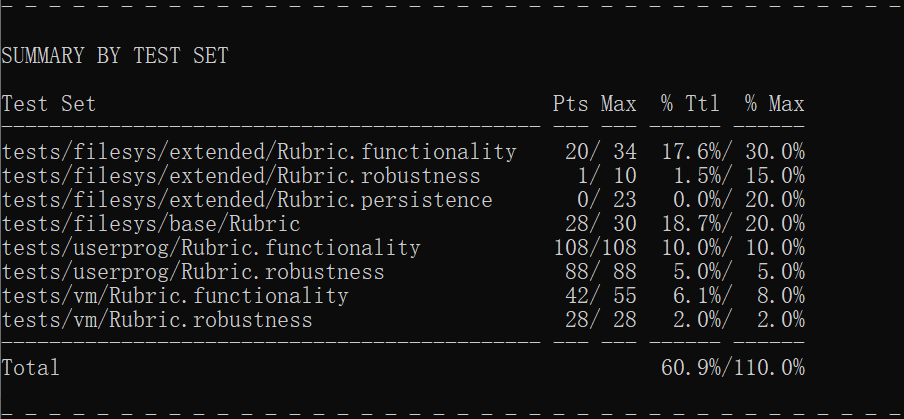 - - - - - - - - - - - - - - - - - - - - - - - - - - - - - - - - - - - - - -
SUMMARY BY TEST SET
Test Set                                      Pts Max  % Ttl  % Max
--------------------------------------------- --- --- ------ ------
tests/filesys/extended/Rubric.functionality    20/ 34  17.6%/ 30.0%
tests/filesys/extended/Rubric.robustness        1/ 10   1.5%/ 15.0%
tests/filesys/extended/Rubric.persistence       0/ 23   0.0%/ 20.0%
tests/filesys/base/Rubric                      28/ 30  18.7%/ 20.0%
tests/userprog/Rubric.functionality           108/108  10.0%/ 10.0%
tests/userprog/Rubric.robustness               88/ 88   5.0%/  5.0%
tests/vm/Rubric.functionality                  42/ 55   6.1%/  8.0%
tests/vm/Rubric.robustness                     28/ 28   2.0%/  2.0%
--------------------------------------------- --- --- ------ ------
Total                                                  60.9%/110.0%
- - - - - - - - - - - - - - - - - - - - - - - - - - - - - - - - - - - - - -